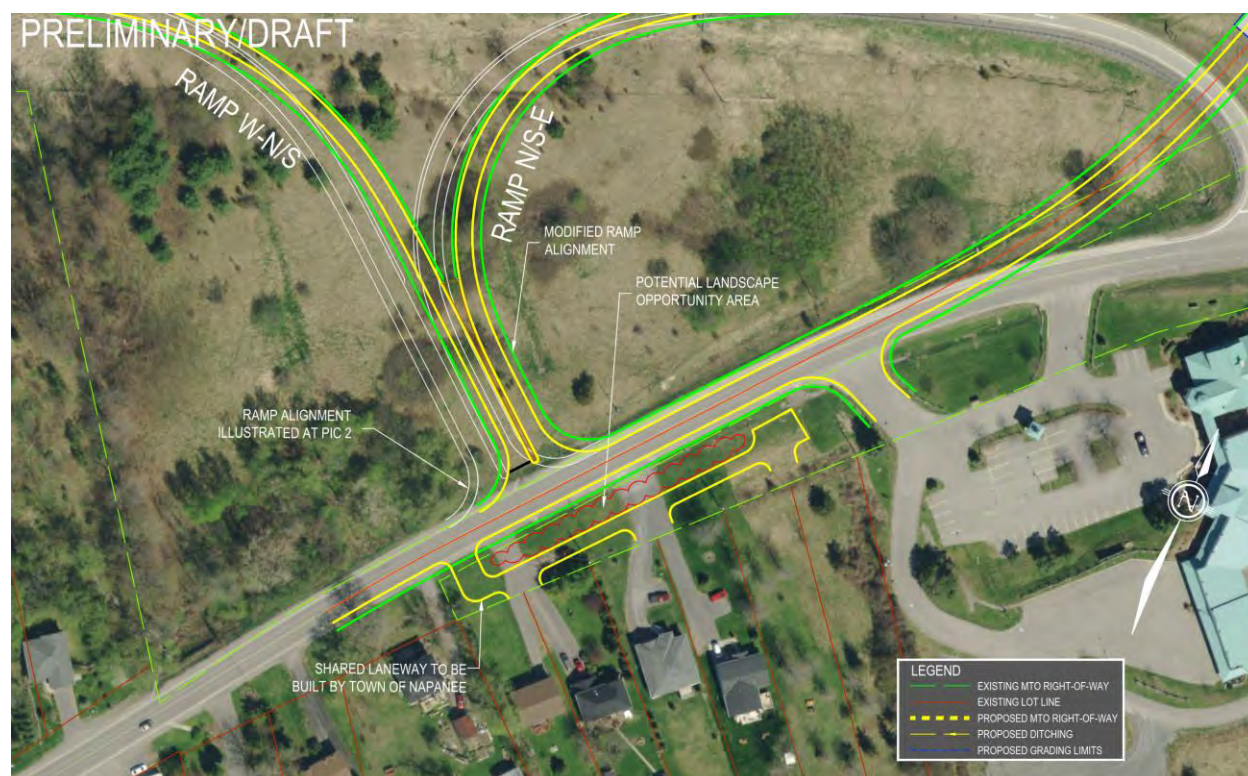 PRELIMINARY/DRAFT
RAMP W-N/S
RAMP N/S-E
MODIFIED RAMP
ALIGNMENT
POTENTIAL LANDSCAPE
OPPORTUNITY AREA
RAMP ALIGNMENT
ILLUSTRATED AT PIC 2
SHARED LANEWAY TO BE
BUILT BY TOWN OF NAPANEE
LEGEND
EXISTING MTO RIGHT-OF-WAY
EXISTING LOT LINE
PROPOSED MTO RIGHT-OF-WAY
PROPOSED DITCHING
PROPOSED GRADING LIMITS
N